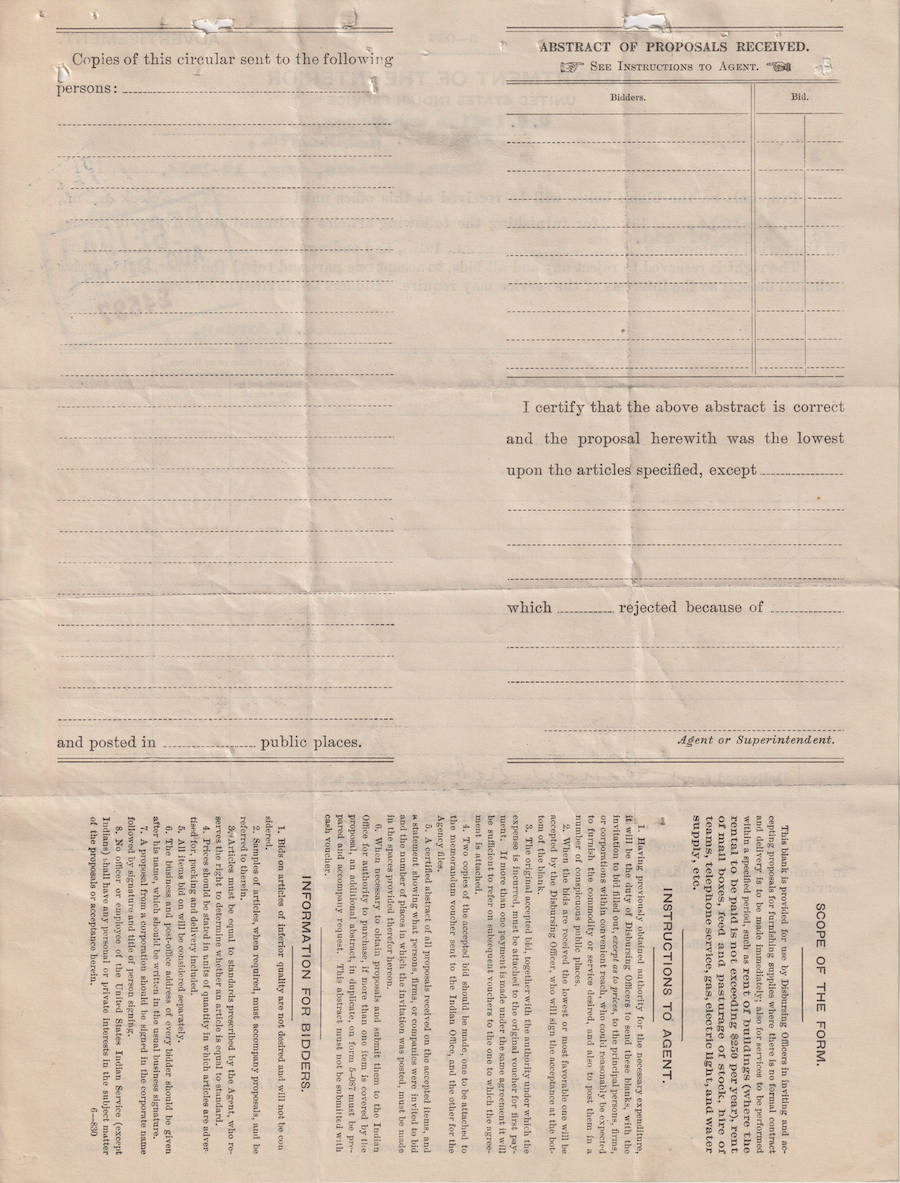 Copies of this circular sent to the following
persons:
and posted in public places.
ABSTRACT OF PROPOSALS RECEIVED.
☞ SEE INSTRUCTIONS TO AGENT. ☜
Bidders. Bid.
I certify that the above abstract is correct
and the proposal herewith was the lowest
upon the articles specified, except
which rejected because of
Agent or Superintendent.
SCOPE OF THE FORM.
This blank is provided for use by Disbursing Officers in inviting and ac-
cepting proposals for furnishing supplies where there is no formal contract
and delivery is to be made immediately; also for services to be performed
within a specified period, such as rent of buildings (where the
rental to be paid is not exceeding $250 per year), rent
of mail boxes, feed and pasturage of stock, hire of
teams, telephone service, gas, electric light, and water
supply, etc.
INSTRUCTIONS TO AGENT.
1. Having previously obtained authority for the necessary expenditure,
it will be the duty of Disbursing Officers to send these blanks, with the
invitation to bid filled out, except as to prices, to the principal persons, firms,
or corporations within convenient reach, who could reasonably be expected
to furnish the commodity or service desired, and also to post them in a
number of conspicuous public places.
2. When the bids are received the lowest or most favorable one will be
accepted by the Disbursing Officer, who will sign the acceptance at the bot-
tom of the blank.
3. The original accepted bid, together with the authority under which the
expense is incurred, must be attached to the original voucher for first pay-
ment. If more than one payment is made under the same agreement it will
be sufficient to refer on subsequent vouchers to the one to which the agree-
ment is attached.
4. Two copies of the accepted bid should be made, one to be attached to
the memorandum voucher sent to the Indian Office, and the other for the
Agency files.
5. A certified abstract of all proposals received on the accepted items, and
a statement showing what persons, firms, or companies were invited to bid
and the number of places in which the invitation was posted, must be made
in the spaces provided therefor hereon.
6. When necessary to obtain proposals and submit them to the Indian
Office for authority to purchase, if more than one item is covered by the
proposal, an additional abstract, in duplicate, on form 5-087 must be pre-
pared and accompany request. This abstract must not be submitted with
cash voucher.
INFORMATION FOR BIDDERS.
1. Bids on articles of inferior quality are not desired and will not be con
sidered.
2. Samples of articles, when required, must accompany proposals, and be
referred to therein.
3. Articles must be equal to standards prescribed by the Agent, who re-
serves the right to determine whether an article is equal to standard.
4. Prices should be stated in units of quantity in which articles are adver-
tised for, packing and delivery included.
5. All items bid on will be considered separately.
6. The business and post-office address of every bidder should be given
after his name, which should be written in the usual business signature.
7. A proposal from a corporation should be signed in the corporate name
followed by signature and title of person signing.
8. No officer or employee of the United States Indian Service (except
Indians) shall have any personal or private interests in the subject matter
of the proposals or acceptance herein. 6—830